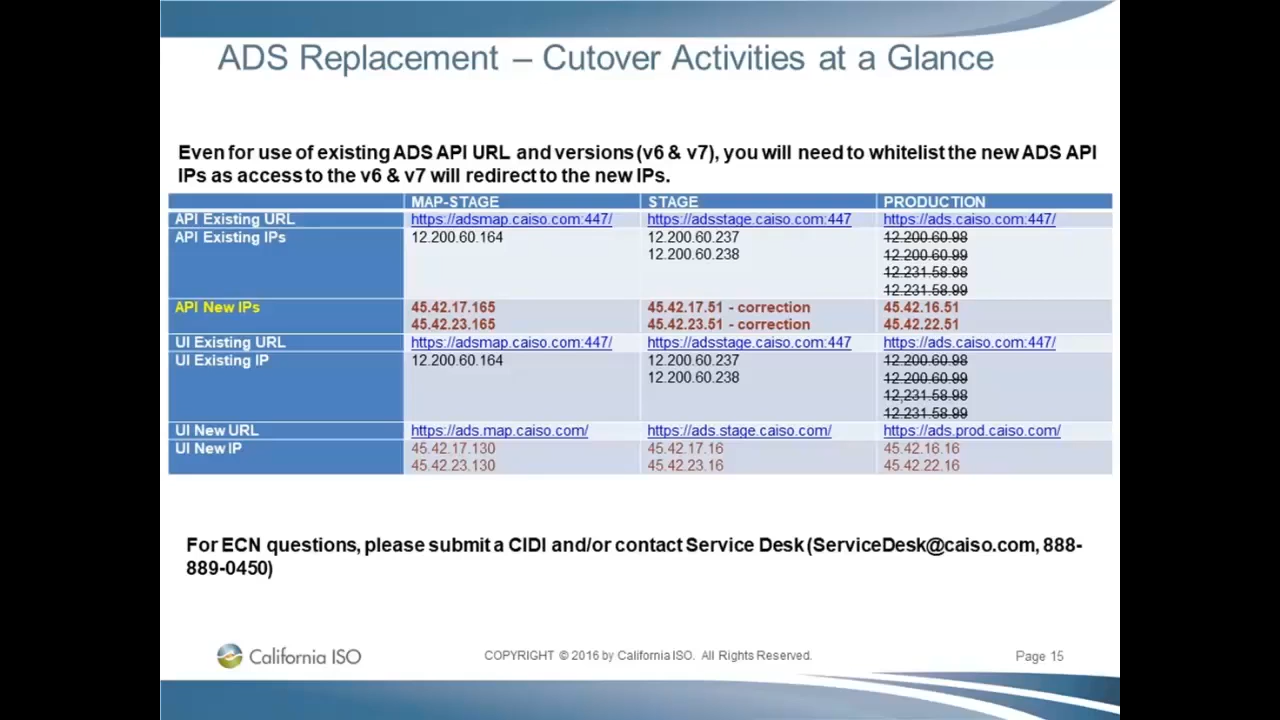 ADS Replacement – Cutover Activities at a Glance
Even for use of existing ADS API URL and versions (v6 & v7), you will need to whitelist the new ADS API
IPs as access to the v6 & v7 will redirect to the new IPs.
MAP-STAGE STAGE PRODUCTION
API Existing URL https://adsmap.caiso.com:447/ https://adsstage.caiso.com:447 https://ads.caiso.com:447/
API Existing IPs 12.200.60.164 12.200.60.237 12.200.60.98
12.200.60.238 12.200.60.99
12.231.58.98
12.231.58.99
API New IPs 45.42.17.165 45.42.17.51 - correction 45.42.16.51
45.42.23.165 45.42.23.51 - correction 45.42.22.51
UI Existing URL https://adsmap.caiso.com:447/ https://adsstage.caiso.com:447 https://ads.caiso.com:447/
UI Existing IP 12.200.60.164 12.200.60.237 12.200.60.98
12.200.60.238 12.200.60.99
12,231.58.98
12.231.58.99
UI New URL https://ads.map.caiso.com/ https://ads.stage.caiso.com/ https://ads.prod.caiso.com/
UI New IP 45.42.17.130 45.42.17.16 45.42.16.16
45.42.23.130 45.42.23.16 45.42.22.16
For ECN questions, please submit a CIDI and/or contact Service Desk (ServiceDesk@caiso.com, 888-
889-0450)
California ISO COPYRIGHT © 2016 by California ISO. All Rights Reserved. Page 15